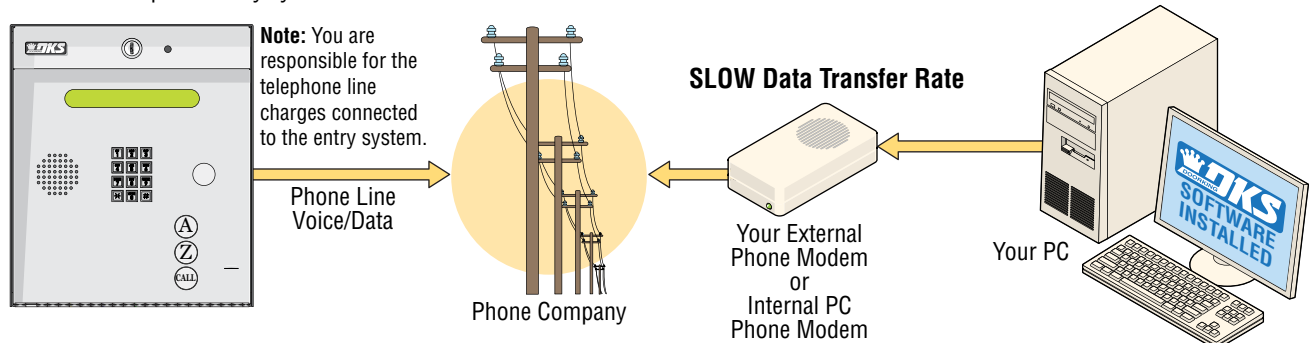 DKS
Note: You are
responsible for the
telephone line
charges connected
to the entry system.
A
Z
CALL
Phone Line
Voice/Data
Phone Company
SLOW Data Transfer Rate
Your External
Phone Modem
or
Internal PC
Phone Modem
Your PC
DOORKING
DKS
SOFTWARE
INSTALLED